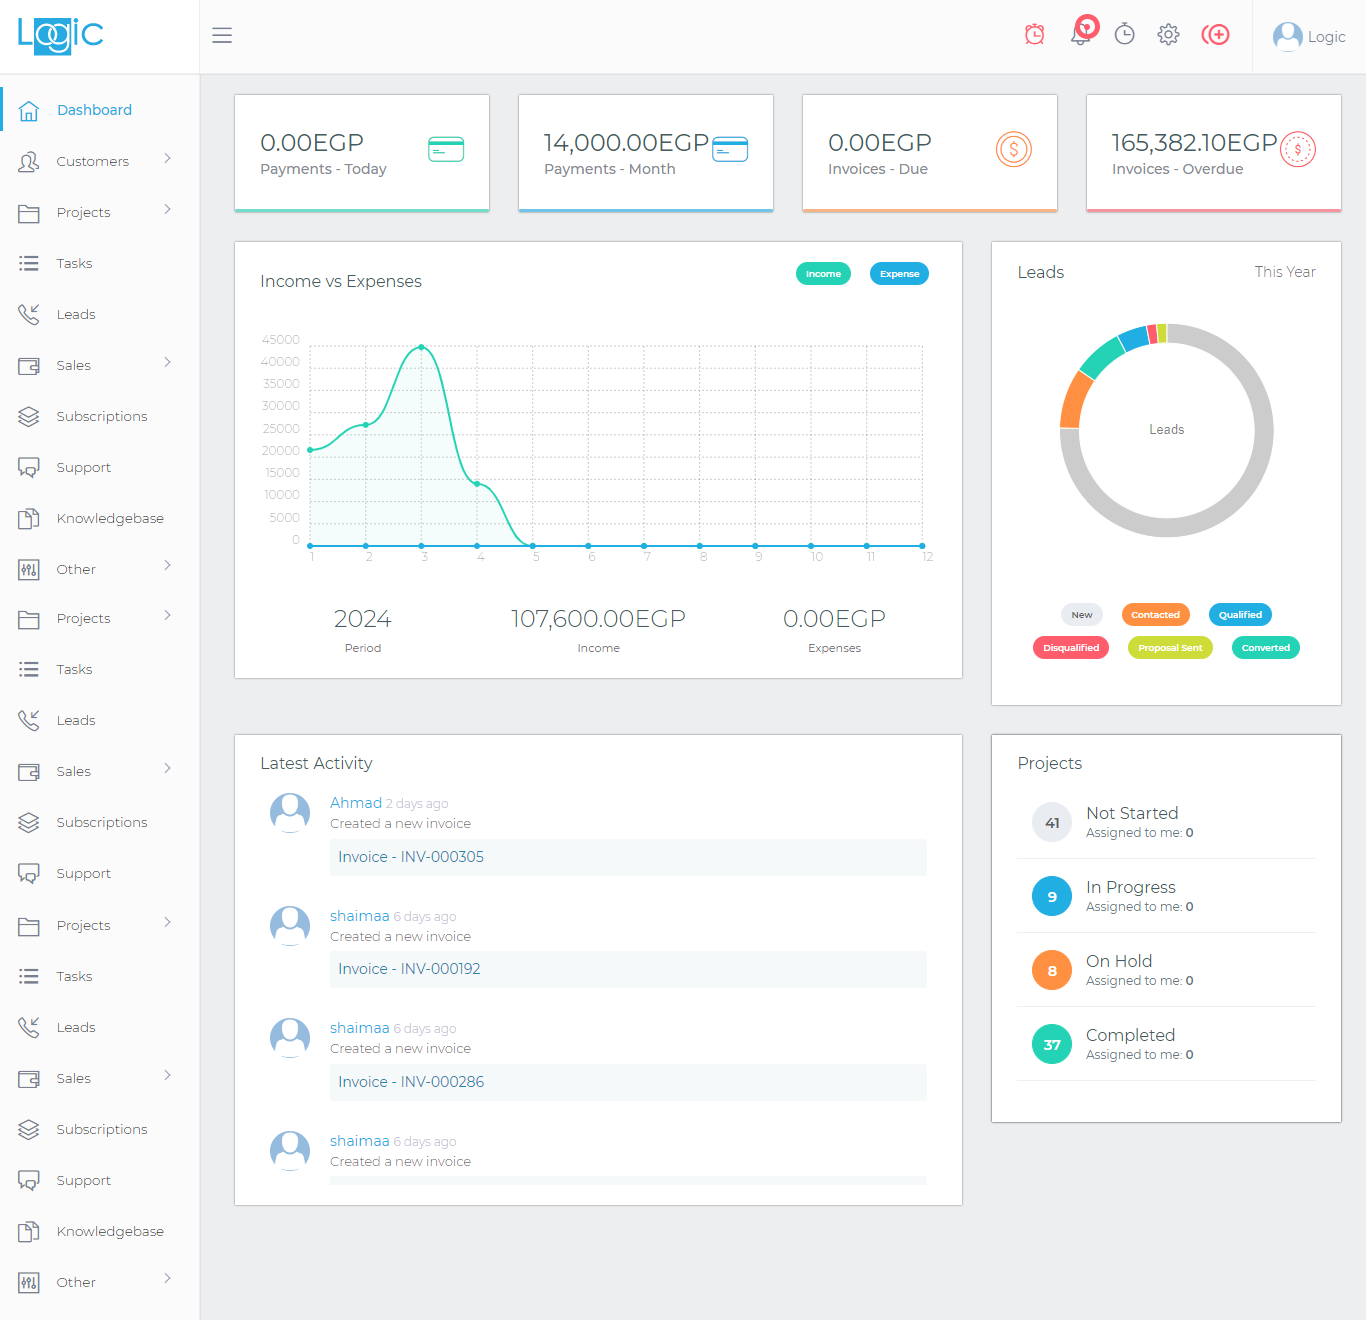 Logic
Logic
Dashboard
Customers
Projects
Tasks
Leads
Sales
Subscriptions
Support
Knowledgebase
Other
Projects
Tasks
Leads
Sales
Subscriptions
Support
Projects
Tasks
Leads
Sales
Subscriptions
Support
Knowledgebase
Other
0.00EGP
Payments - Today
14,000.00EGP
Payments - Month
0.00EGP
Invoices - Due
165,382.10EGP
Invoices - Overdue
Income vs Expenses
Income Expense
45000
40000
35000
30000
25000
20000
15000
10000
5000
0
1 2 3 4 5 6 7 8 9 10 11 12
2024
Period
107,600.00EGP
Income
0.00EGP
Expenses
Leads This Year
Leads
New Contacted Qualified
Disqualified Proposal Sent Converted
Latest Activity
Ahmad 2 days ago
Created a new invoice
Invoice - INV-000305
shaimaa 6 days ago
Created a new invoice
Invoice - INV-000192
shaimaa 6 days ago
Created a new invoice
Invoice - INV-000286
shaimaa 6 days ago
Created a new invoice
Projects
41 Not Started
Assigned to me: 0
9 In Progress
Assigned to me: 0
8 On Hold
Assigned to me: 0
37 Completed
Assigned to me: 0